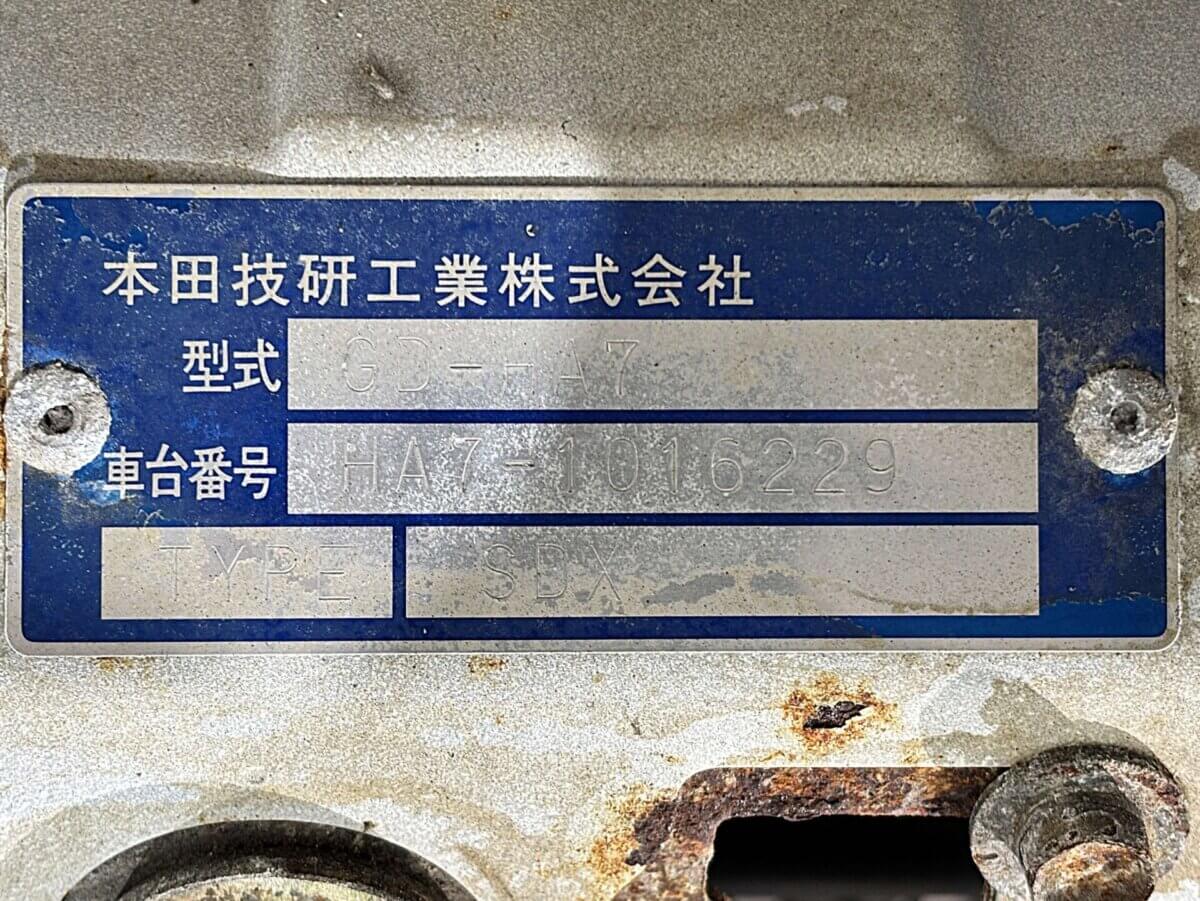 本田技研工業株式会社
型式 GD-HA7
車台番号 HA7-1016229
TYPE SDX